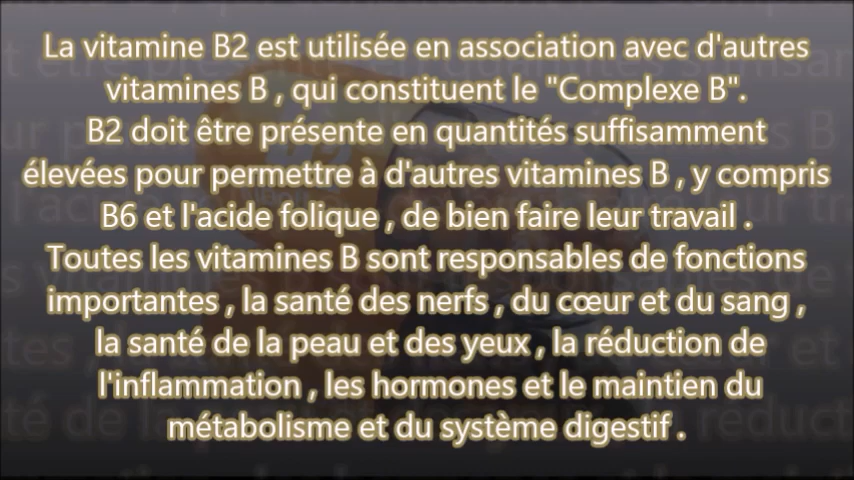 La vitamine B2 est utilisée en association avec d'autres
vitamines B , qui constituent le "Complexe B".
B2 doit être présente en quantités suffisamment
élevées pour permettre à d'autres vitamines B , y compris
B6 et l'acide folique , de bien faire leur travail .
Toutes les vitamines B sont responsables de fonctions
importantes , la santé des nerfs , du cœur et du sang ,
la santé de la peau et des yeux , la réduction de
l'inflammation , les hormones et le maintien du
métabolisme et du système digestif .